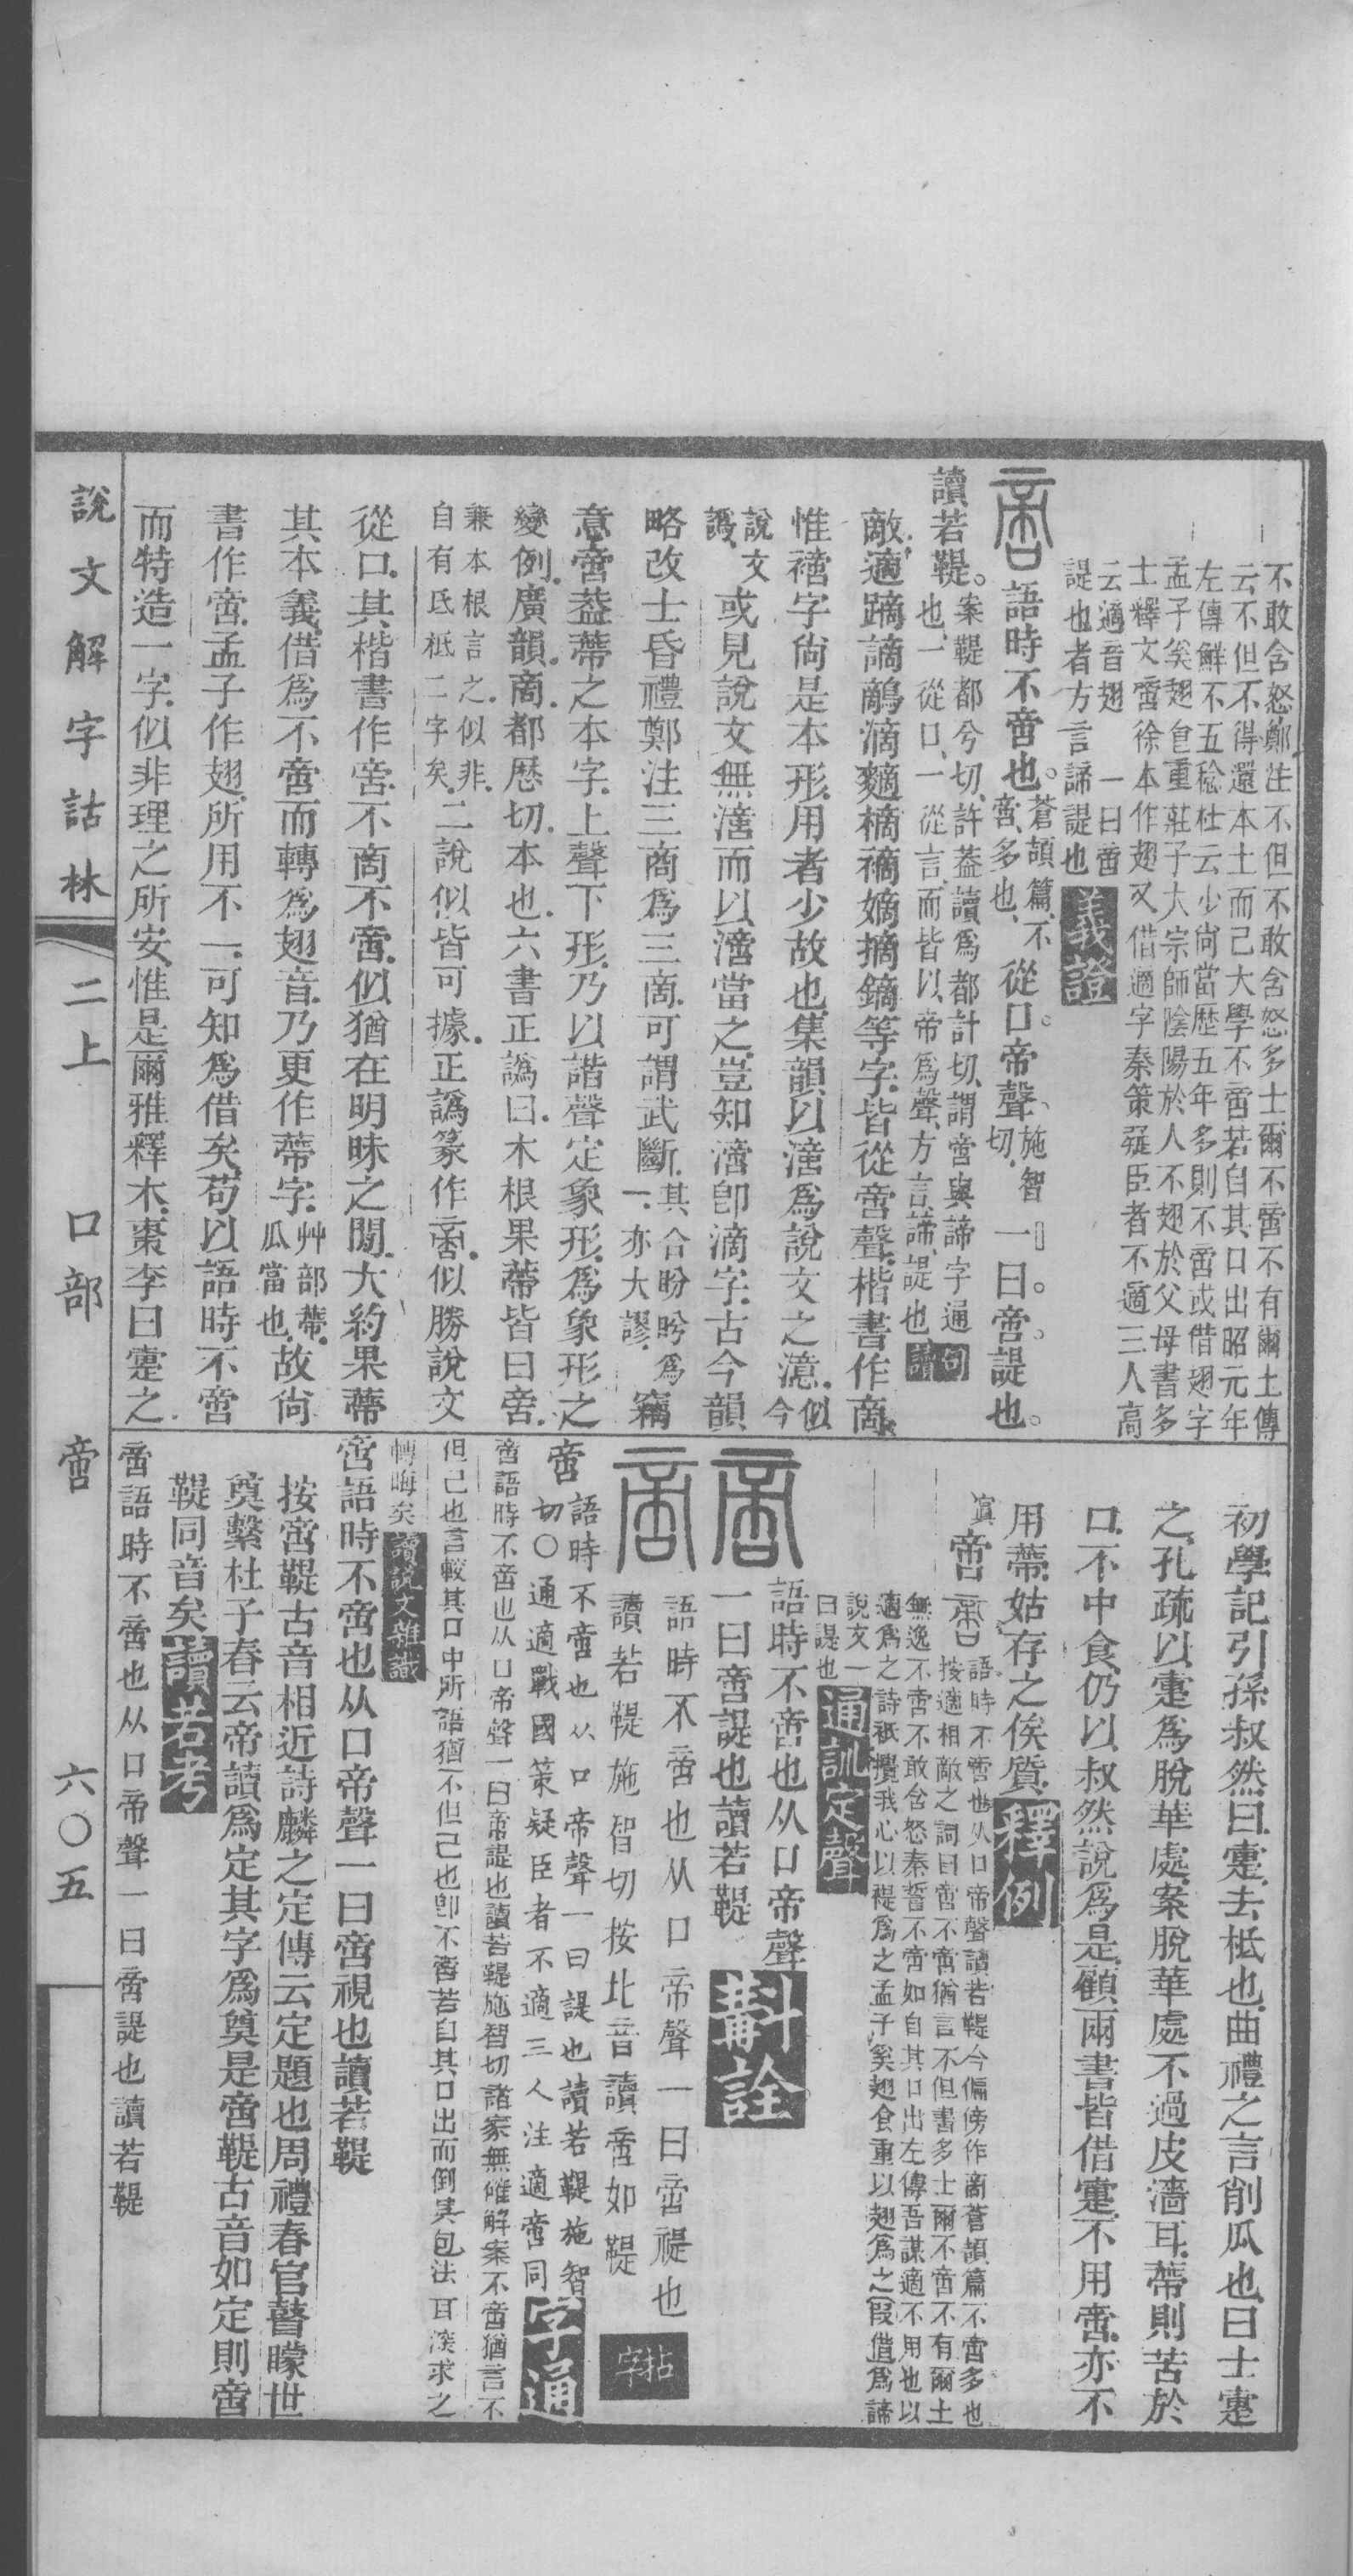 不敢含怒鄭注不但不敢含怒多士爾不啻不有爾土傳
云不但不得還本土而已大學不啻若自其口出昭元年
左傳鮮不五稔杜云少尚當歷五年多則不啻或借翅字
孟子奚翅食重莊子大宗師陰陽於人不翅於父母書多
士釋文啻徐本作翅又借適字秦策疑臣者不適三人高
云適音翅 一曰啻
諟也者方言諦諟也
義證
啻
語時不啻也。
蒼頡篇、不
啻、多也、
從口。帝聲、
施智
切、
一曰。啻諟也。
讀若鞮。
案鞮都兮切、許蓋讀爲都計切、謂啻與諦字通
也、一從口、一從言、而皆以帝爲聲、方言、諦、諟也
句讀
敵適蹢謫鷸滴麵樀禘嫡摘鏑等字、皆從啻聲、楷書作商、
惟禘字尚是本形、用者少故也、集韻以渧爲說文之澺、
似今
說文
譌、
或見說文無渧而以渧當之、豈知渧卽滴字、古今韻
略改士昏禮鄭注三商爲三啇、可謂武斷、
其合盼盻爲
一、亦大謬、
竊
意啻蓋蒂之本字、上聲下形、乃以諧聲定象形、爲象形之
變例、廣韻、啇、都歷切、本也、六書正譌曰、木根果蒂皆曰啻、
兼本根言之、似非、
自有氐柢二字矣、
二說似皆可據、正譌篆作啻、似勝說文
從口、其楷書作啻、不啇不啻、似猶在明昧之閒、大約果蒂
其本義、借爲不啻而轉爲翅音、乃更作蒂字、
艸部蒂、
瓜當也、
故尚
書作啻、孟子作翅、所用不一、可知爲借矣、苟以語時不啻
而特造一字、似非理之所安、惟是爾雅釋木、棗李曰疐之、
初學記引孫叔然曰、疐、去柢也、曲禮之言削瓜也、曰士疐
之、孔疏以疐爲脫華處、案脫華處不過皮濇耳、蒂則苦於
口、不中食、仍以叔然說爲是、顧兩書皆借疐、不用啻、亦不
用蒂、姑存之俟質、
釋例
啻
語時不啻也从口帝聲讀若鞮今偏傍作啇蒼頡篇不啻多也
按適相敵之詞曰啻不啻猶言不但書多士爾不啻不有爾土
無逸不啻不敢含怒秦誓不啻如自其口出左傳吾謀適不用也以
適爲之詩祇攪我心以褆爲之孟子奚翅食重以翅爲之〔叚借〕爲諦
說文一
曰諟也
通訓定聲
啻
語時不啻也从口帝聲
一曰啻諟也讀若鞮
斠詮
啻
語時不啻也从口帝聲一曰啻禔也
讀若鞮施智切按北音讀啻如鞮
拈字
啻
語時不啻也从口帝聲一曰諟也讀若鞮施智
切〇通適戰國策疑臣者不適三人注適啻同
字通
啻語時不啻也从口帝聲一曰啻諟也讀若鞮施智切諸家無確解案不啻猶言不
但己也言較其口中所語猶不但己也卽不啻若自其口出而倒其包法耳深求之
轉晦矣
讀說文雜識
啻語時不啻也从口帝聲一曰啻視也讀若鞮
按啻鞮古音相近詩麟之定傳云定題也周禮春官瞽矇世
奠繫杜子春云帝讀爲定其字爲奠是啻鞮古音如定則啻
鞮同音矣
讀若考
啻語時不啻也从口帝聲一曰啻諟也讀若鞮
說文解字詁林 二上 口部 啻 六〇五